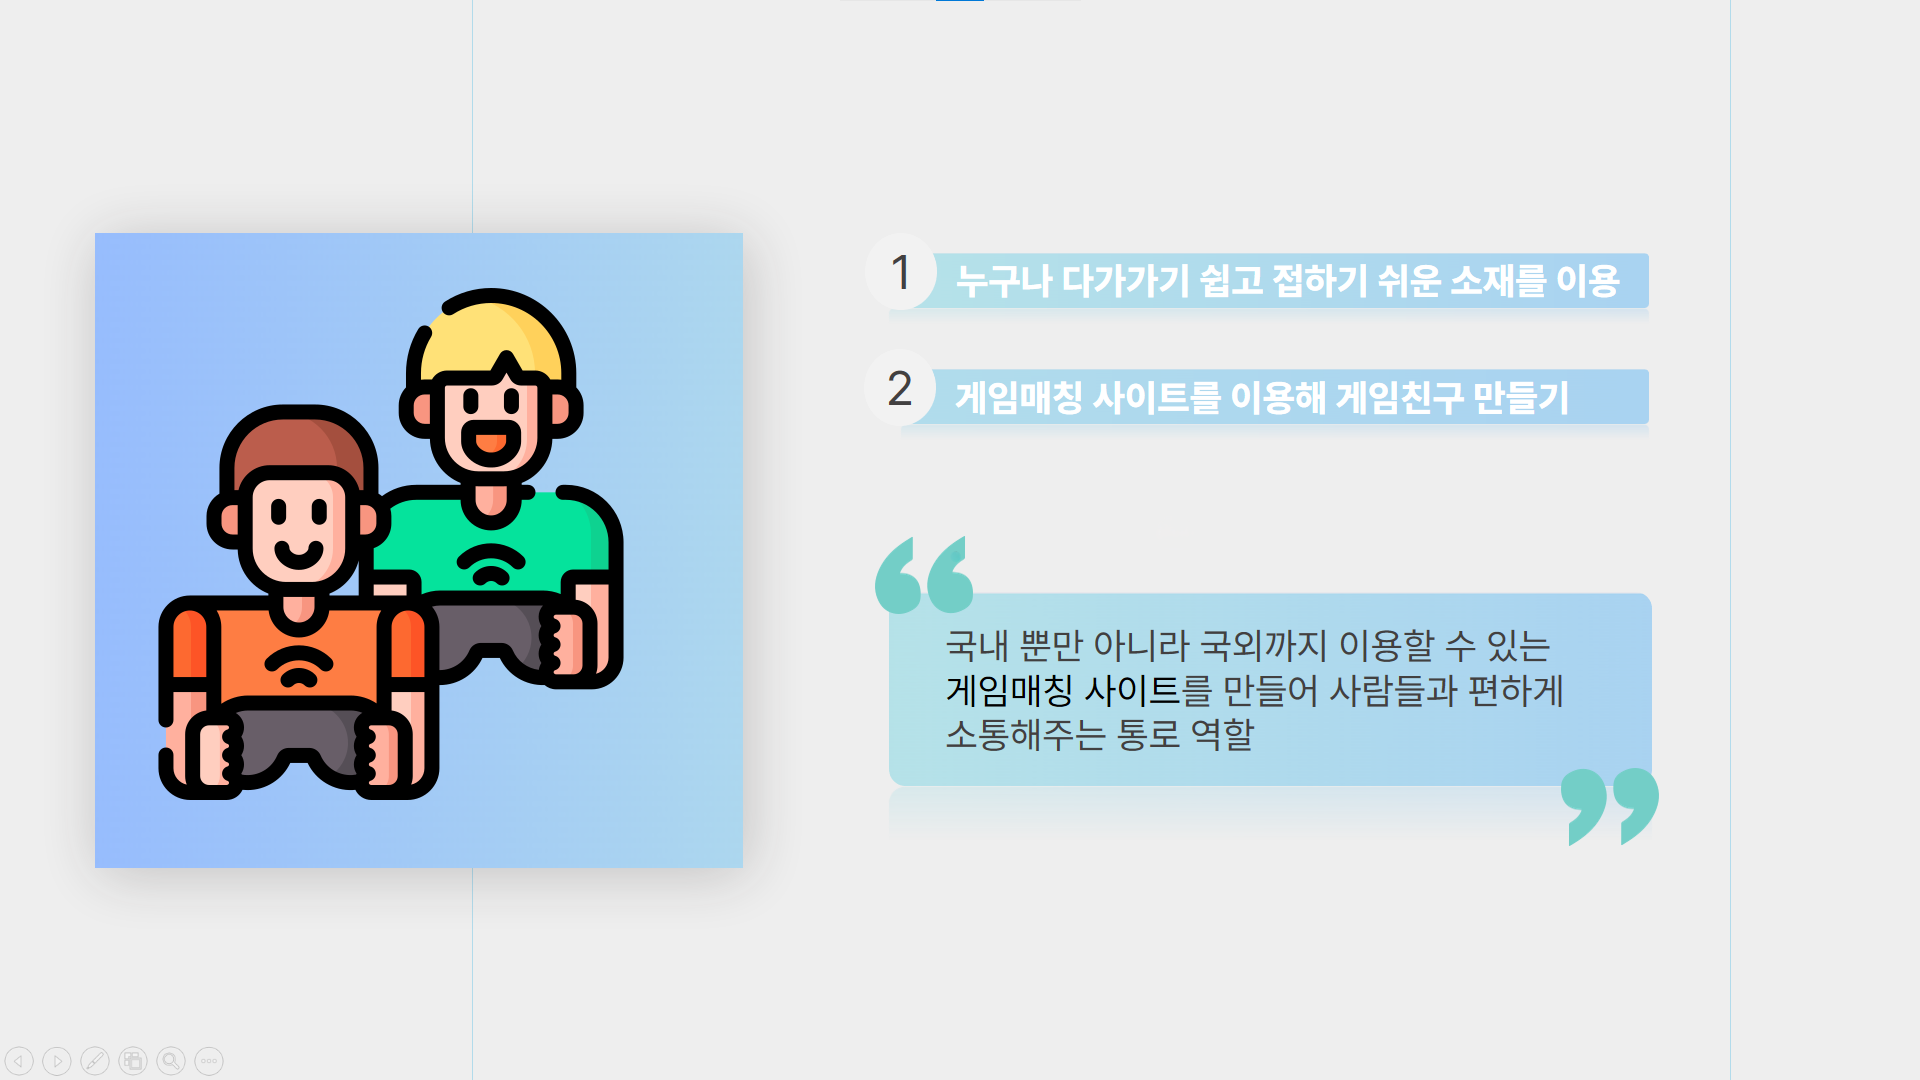 1
누구나 다가가기 쉽고 접하기 쉬운 소재를 이용
2
게임매칭 사이트를 이용해 게임친구 만들기
“
국내 뿐만 아니라 국외까지 이용할 수 있는
게임매칭 사이트를 만들어 사람들과 편하게
소통해주는 통로 역할
”